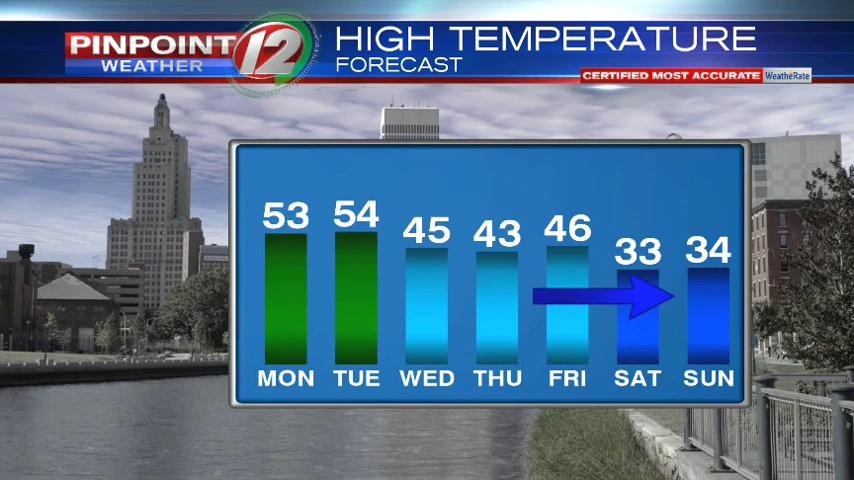 PINPOINT 12
WEATHER
HIGH TEMPERATURE
FORECAST
CERTIFIED MOST ACCURATE WeatheRate
53 54 45 43 46 33 34
MON TUE WED THU FRI SAT SUN